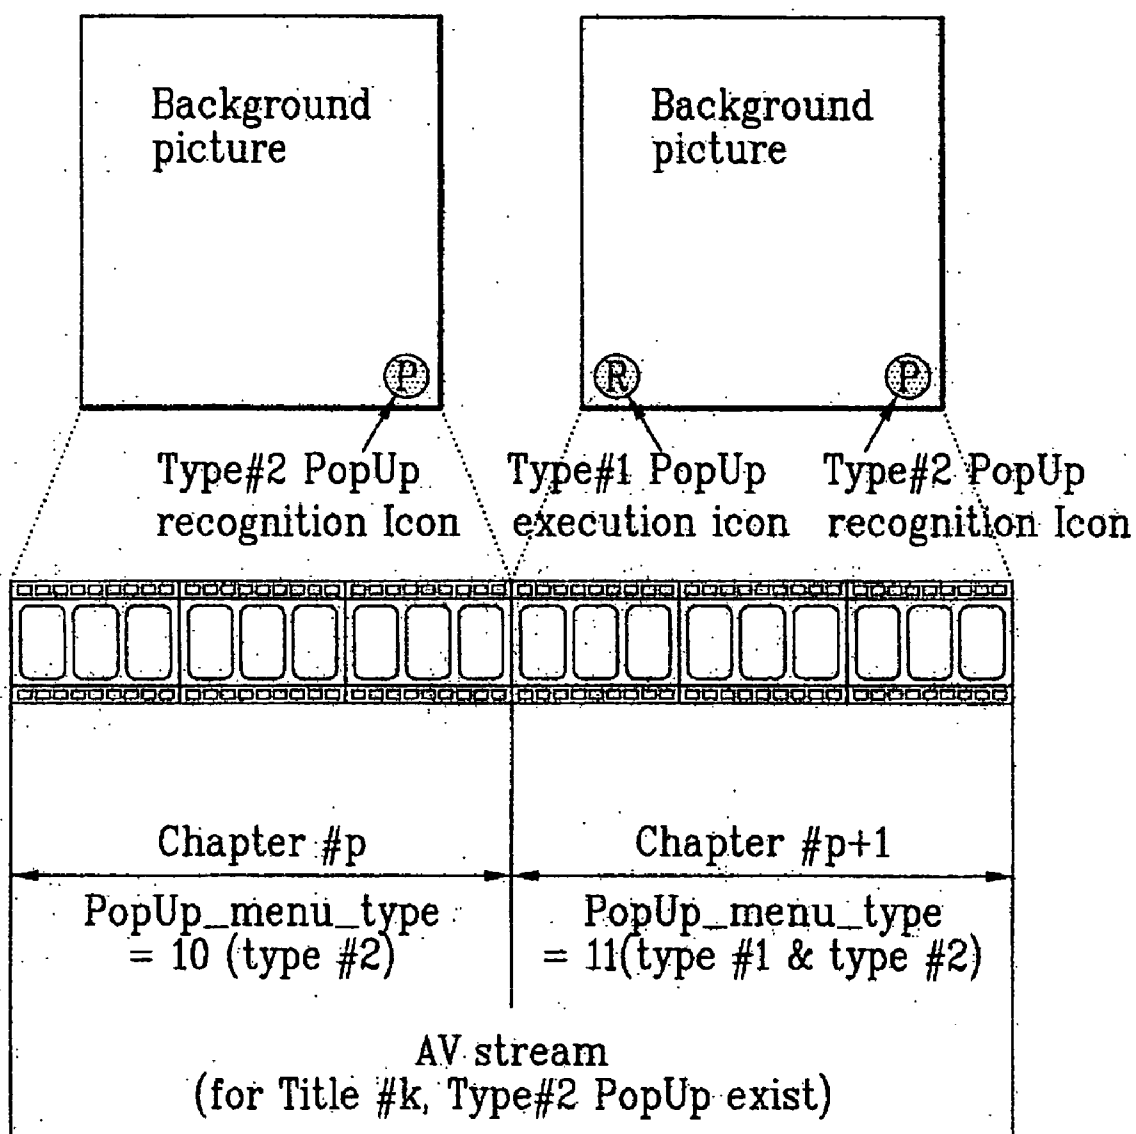 Background
picture
Background
picture
P
R
P
Type#2 PopUp
recognition Icon
Type#1 PopUp
execution icon
Type#2 PopUp
recognition Icon
Chapter #p
Chapter #p+1
PopUp_menu_type
= 10 (type #2)
PopUp_menu_type
= 11(type #1 & type #2)
AV stream
(for Title #k, Type#2 PopUp exist)